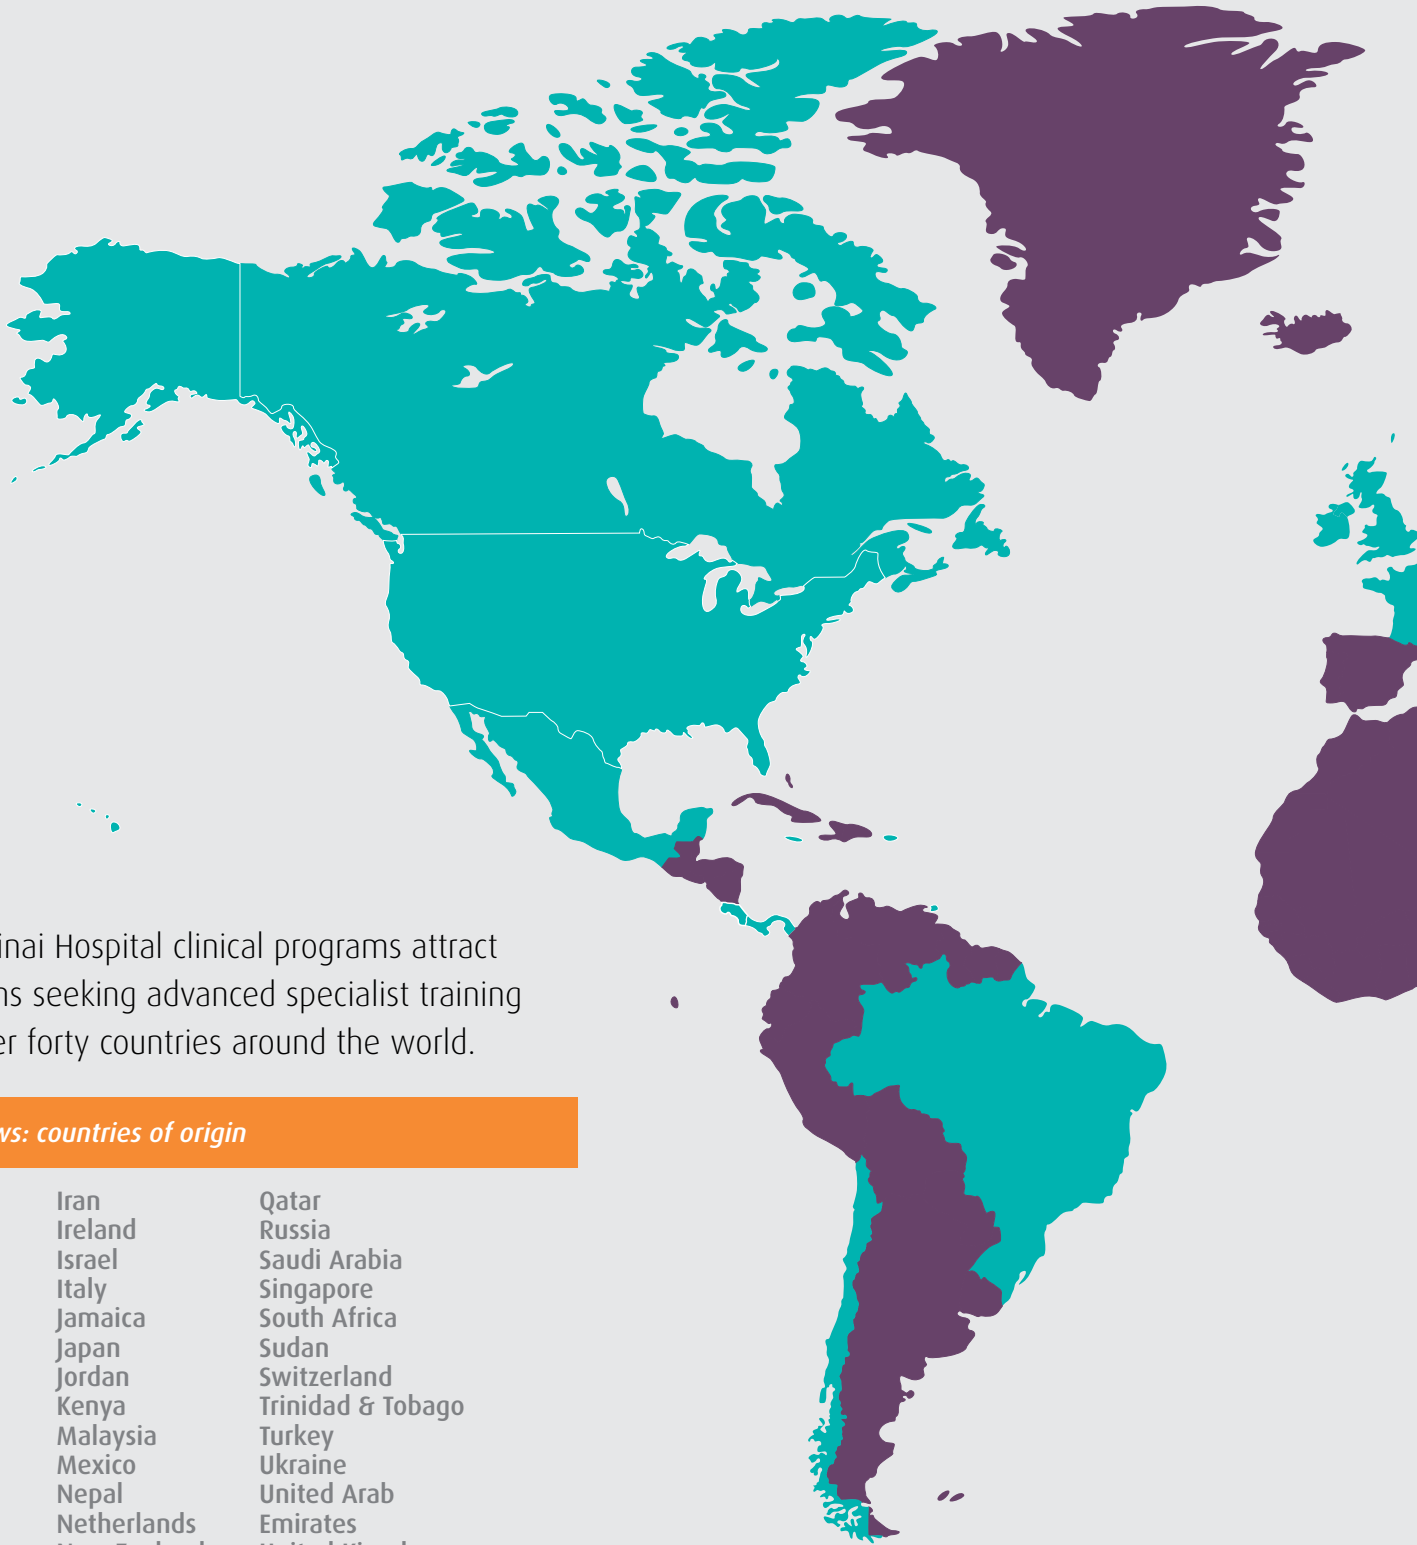 inai Hospital clinical programs attract
ns seeking advanced specialist training
er forty countries around the world.
ws: countries of origin
Iran
Ireland
Israel
Italy
Jamaica
Japan
Jordan
Kenya
Malaysia
Mexico
Nepal
Netherlands
Qatar
Russia
Saudi Arabia
Singapore
South Africa
Sudan
Switzerland
Trinidad & Tobago
Turkey
Ukraine
United Arab
Emirates